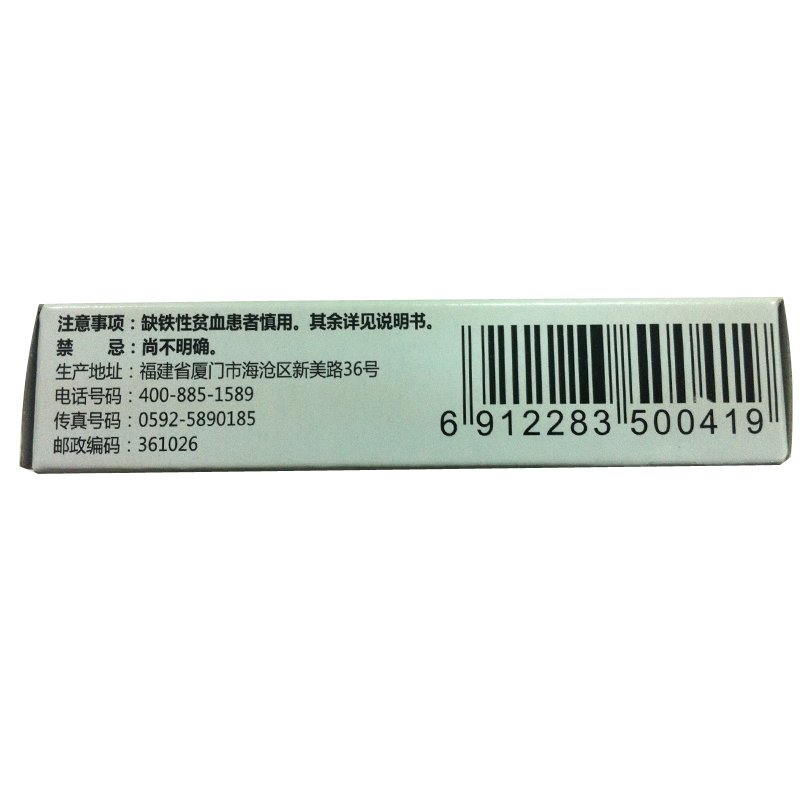 注意事项：缺铁性贫血患者慎用。其余详见说明书。
禁　　忌：尚不明确。
生产地址：福建省厦门市海沧区新美路36号
电话号码：400-885-1589
传真号码：0592-5890185
邮政编码：361026
6 912283 500419